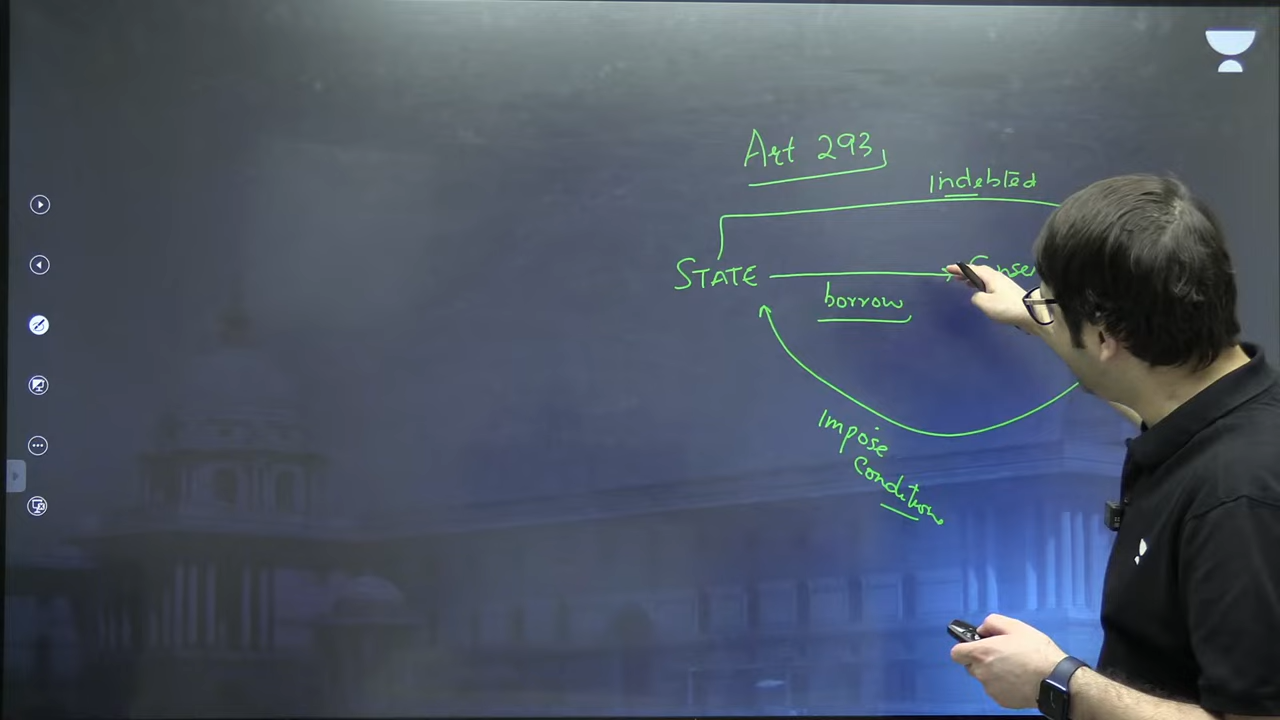 Art 293,
indebted
STATE
borrow
Impose
Condition